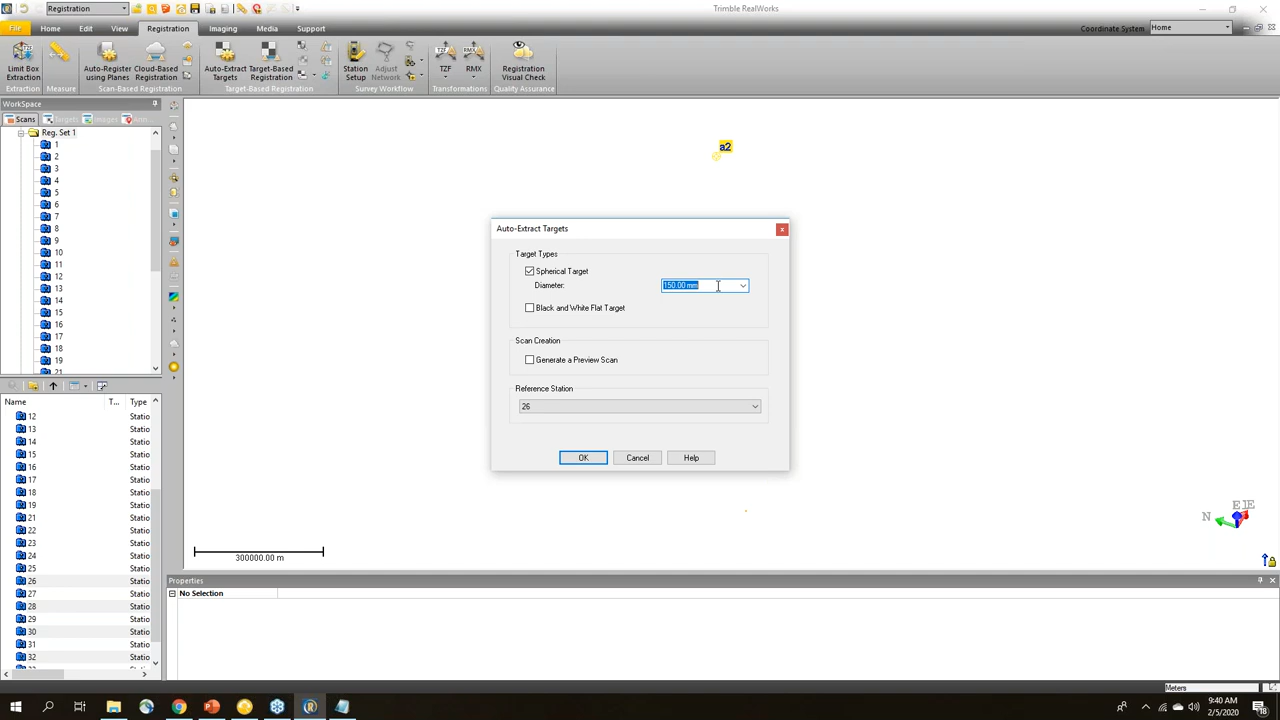 Registration
Trimble RealWorks
File
Home
Edit
View
Registration
Imaging
Media
Support
Coordinate System
Home
Limit Box
Extraction
Auto-Register
using Planes
Cloud-Based
Registration
Auto-Extract
Targets
Target-Based
Registration
Station
Setup
Adjust
Network
TZF
TZF
RMX
RMX
Registration
Visual Check
Extraction
Measure
Scan-Based Registration
Target-Based Registration
Survey Workflow
Transformations
Quality Assurance
WorkSpace
Scans
Targets
Images
Reg. Set 1
1
2
3
4
5
6
7
8
9
10
11
12
13
14
15
16
17
18
19
21
Name
T...
Type
12 Statio
13 Statio
14 Statio
15 Statio
16 Statio
17 Statio
18 Statio
19 Statio
21 Statio
22 Statio
23 Statio
24 Statio
25 Statio
26 Statio
27 Statio
28 Statio
29 Statio
30 Statio
31 Statio
32 Statio
a2
Auto-Extract Targets
Target Types
Spherical Target
Diameter: 150.00 mm
Black and White Flat Target
Scan Creation
Generate a Preview Scan
Reference Station
26
OK
Cancel
Help
300000.00 m
N
Properties
No Selection
Meters
9:40 AM
2/5/2020
18